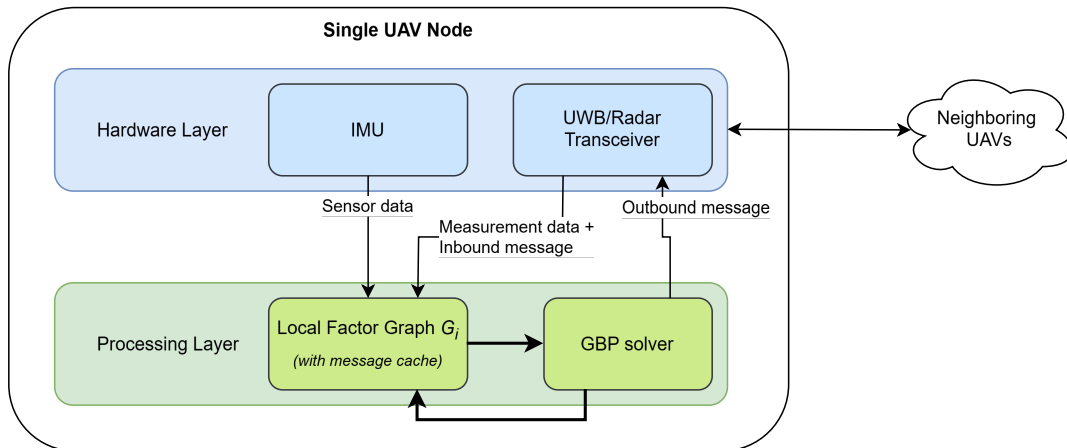 Single UAV Node
Hardware Layer
IMU
UWB/Radar
Transceiver
Neighboring
UAVs
Sensor data
Measurement data +
Inbound message
Outbound message
Processing Layer
Local Factor Graph G_i
(with message cache)
GBP solver